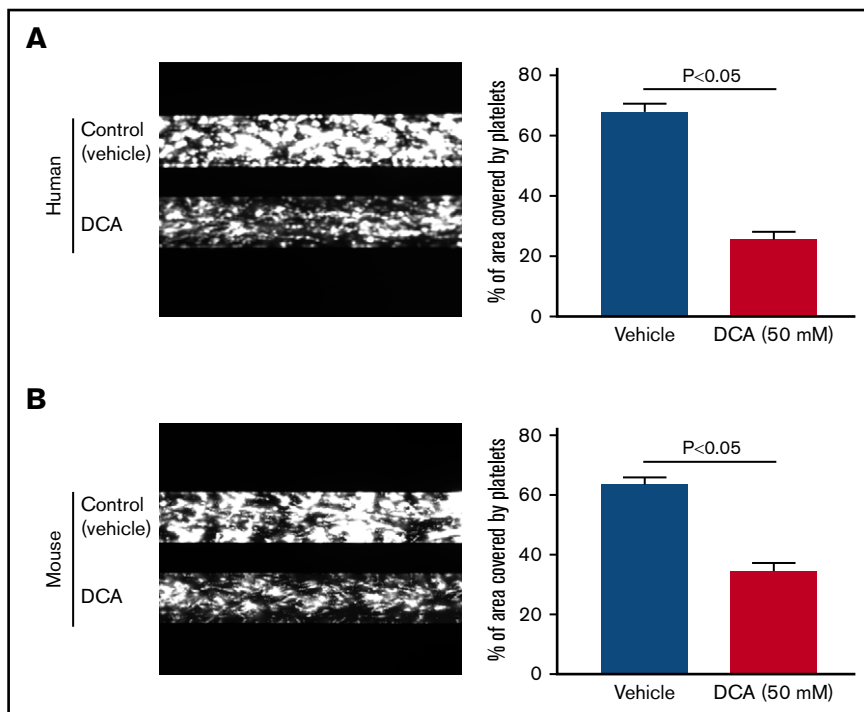 A
Human
Control
(vehicle)
DCA
% of area covered by platelets
80
60
40
20
0
P<0.05
Vehicle
DCA (50 mM)
B
Mouse
Control
(vehicle)
DCA
% of area covered by platelets
80
60
40
20
0
P<0.05
Vehicle
DCA (50 mM)